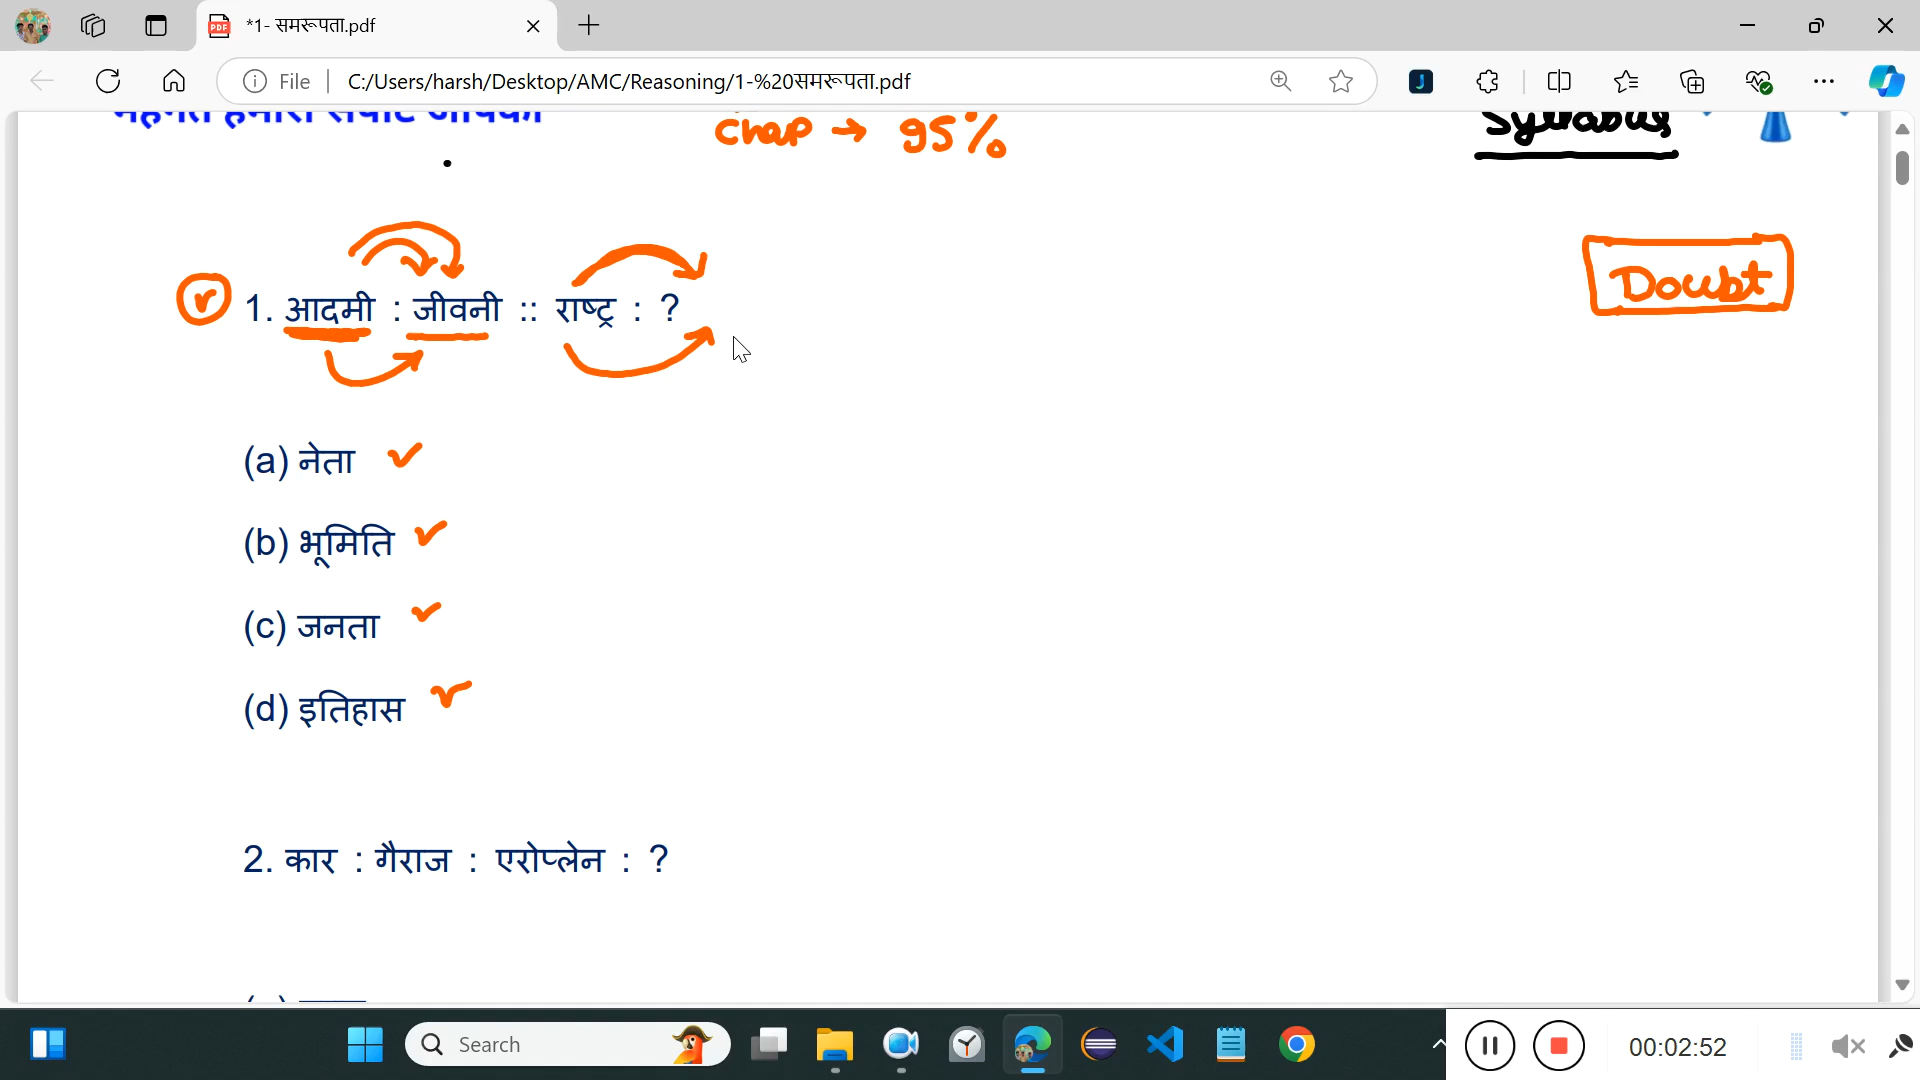 *1- समरूपता.pdf
File
C:/Users/harsh/Desktop/AMC/Reasoning/1-%20समरूपता.pdf
chap → 95%
Syllabus
Doubt
1. आदमी : जीवनी :: राष्ट्र : ?
(a) नेता
(b) भूमिति
(c) जनता
(d) इतिहास
2. कार : गैराज : एरोप्लेन : ?
Search
00:02:52